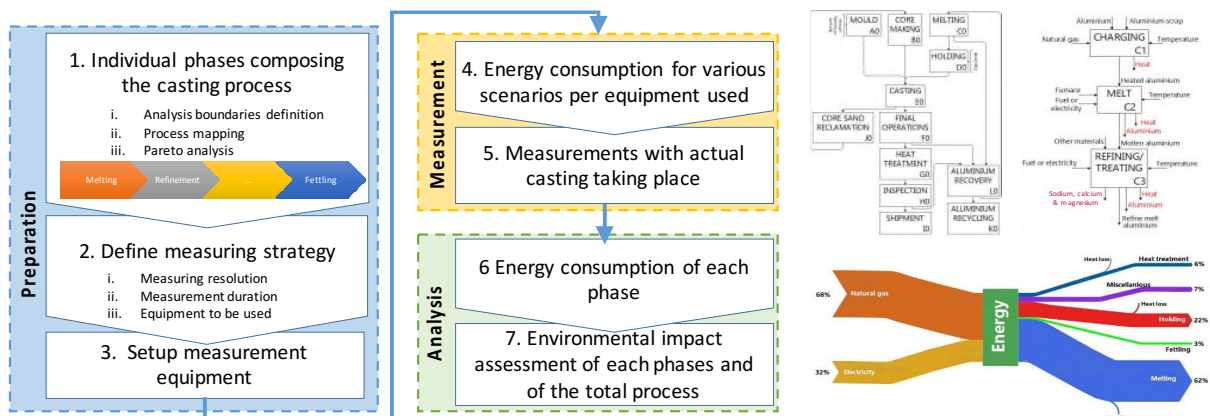 Preparation
1. Individual phases composing
the casting process
i. Analysis boundaries definition
ii. Process mapping
iii. Pareto analysis
Melting
Refinement
...
Fettling
2. Define measuring strategy
i. Measuring resolution
ii. Measurement duration
iii. Equipment to be used
3. Setup measurement
equipment
Measurement
4. Energy consumption for various
scenarios per equipment used
5. Measurements with actual
casting taking place
Analysis
6 Energy consumption of each
phase
7. Environmental impact
assessment of each phases and
of the total process
MOULD
A0
CORE
MAKING
B0
MELTING
C0
HOLDING
D0
CASTING
E0
CORE SAND
RECLAMATION
J0
FINAL
OPERATIONS
F0
HEAT
TREATMENT
G0
ALUMINIUM
RECOVERY
L0
INSPECTION
H0
SHIPMENT
I0
ALUMINIUM
RECYCLING
K0
Aluminium
Aluminium scrap
Natural gas
CHARGING
C1
Temperature
Heat
Heated aluminium
Furnace
Fuel or
electricity
MELT
C2
Temperature
Heat
Aluminium
Other materials
Molten aluminium
Fuel or electricity
REFINING/
TREATING
C3
Temperature
Sodium, calcium
& magnesium
Heat
Aluminium
Refine melt
aluminium
68%
Natural gas
32%
Electricity
Energy
Heat loss
Heat treatment
6%
Miscellanious
7%
Heat loss
Holding
22%
Fettling
3%
Melting
62%